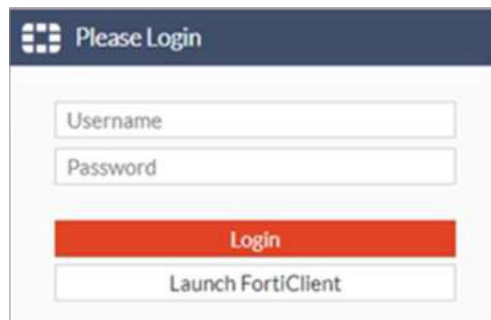 Please Login
Username
Password
Login
Launch FortiClient